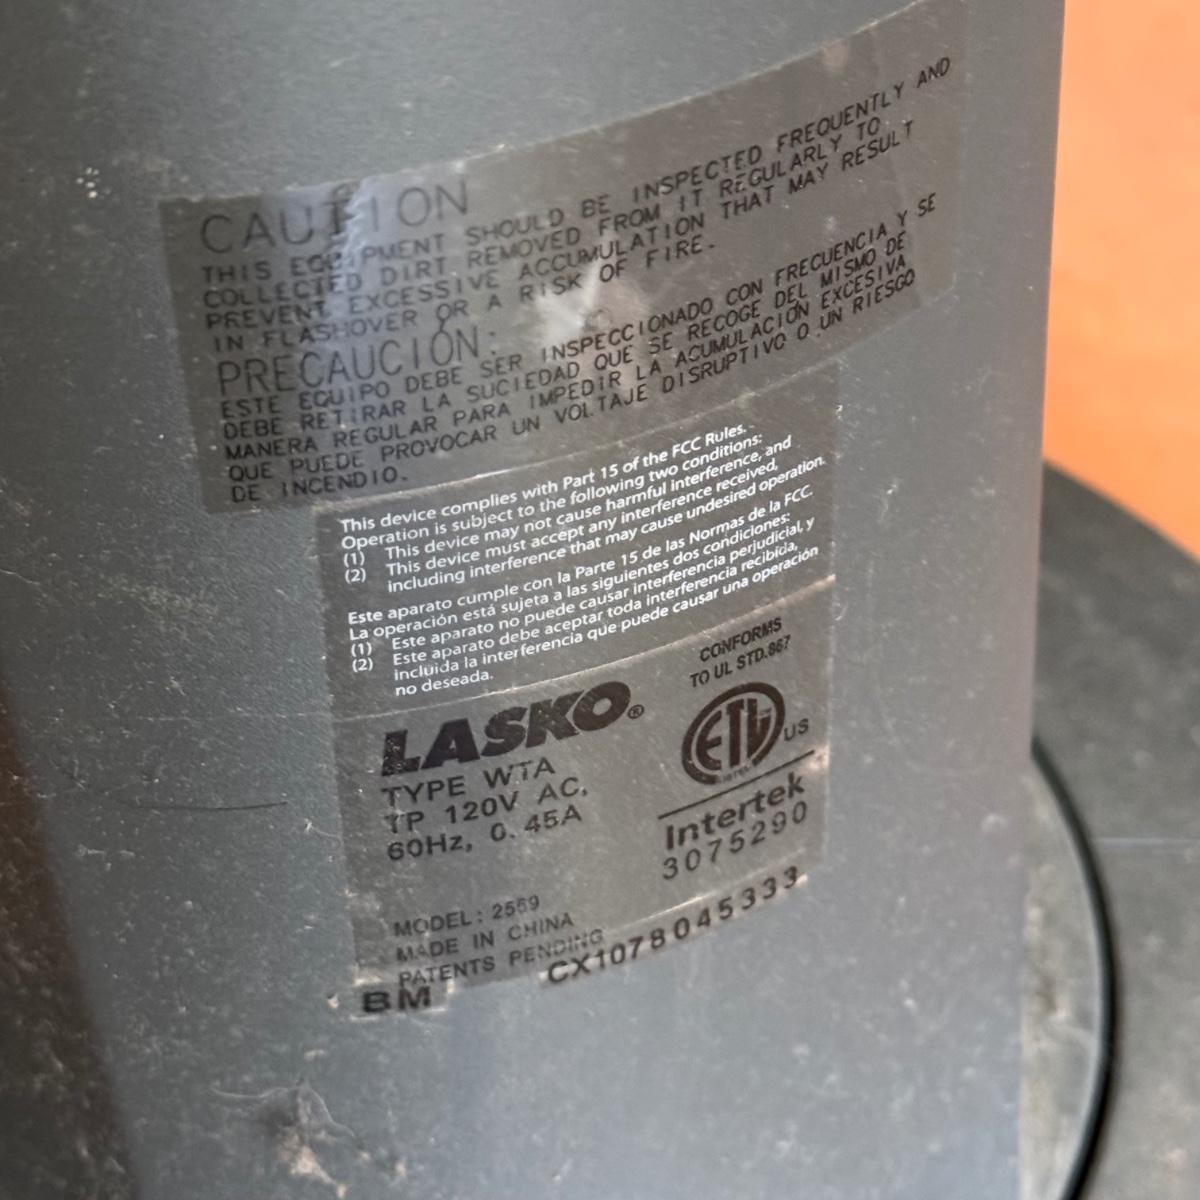 CAUTION
THIS EQUIPMENT SHOULD BE INSPECTED FREQUENTLY AND
COLLECTED DIRT REMOVED FROM IT REGULARLY TO
PREVENT EXCESSIVE ACCUMULATION THAT MAY RESULT
IN FLASHOVER OR A RISK OF FIRE.
PRECAUCIÓN:
ESTE EQUIPO DEBE SER INSPECCIONADO CON FRECUENCIA Y SE
DEBE RETIRAR LA SUCIEDAD QUE SE RECOGE DEL MISMO DE
MANERA REGULAR PARA IMPEDIR LA ACUMULACIÓN EXCESIVA
QUE PUEDE PROVOCAR UN VOLTAJE DISRUPTIVO O UN RIESGO
DE INCENDIO.
This device complies with Part 15 of the FCC Rules.
Operation is subject to the following two conditions:
(1) This device may not cause harmful interference, and
(2) This device must accept any interference received,
including interference that may cause undesired operation.
Este aparato cumple con la Parte 15 de las Normas de la FCC.
La operación está sujeta a las siguientes dos condiciones:
(1) Este aparato no puede causar interferencia perjudicial, y
(2) Este aparato debe aceptar toda interferencia recibida,
incluida la interferencia que puede causar una operación
no deseada.
LASKO®
TYPE WTA
TP 120V AC,
60Hz, 0.45A
MODEL: 2559
MADE IN CHINA
PATENTS PENDING
BM
CONFORMS
TO UL STD.867
ETL
LISTED
US
Intertek
3075290
CX1078045333